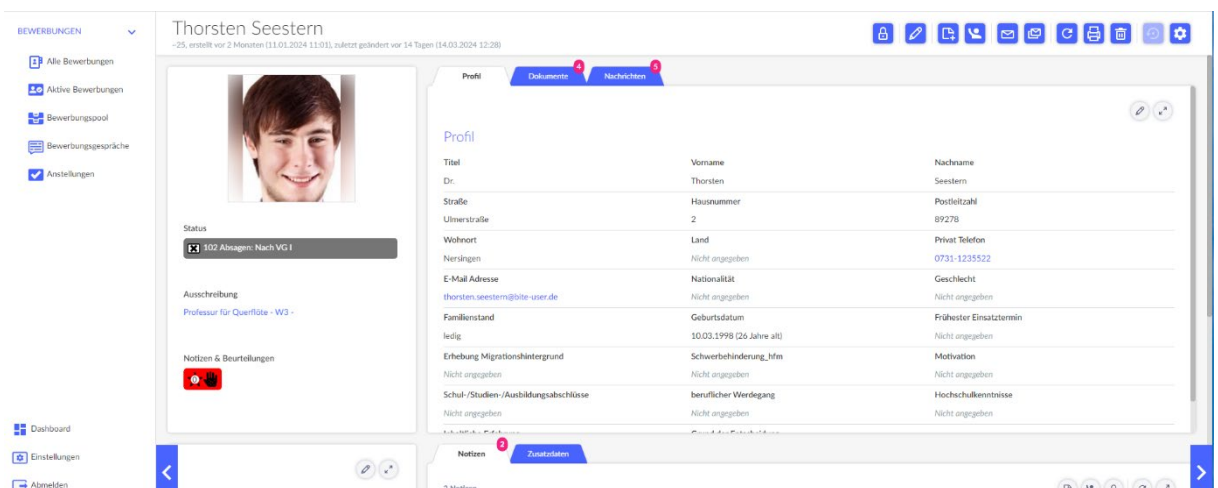 BEWERBUNGEN
Alle Bewerbungen
Aktive Bewerbungen
Bewerbungspool
Bewerbungsgespräche
Anstellungen
Dashboard
Einstellungen
Abmelden
Thorsten Seestern
~25, erstellt vor 2 Monaten (11.01.2024 11:01), zuletzt geändert vor 14 Tagen (14.03.2024 12:28)
Status
102 Absagen: Nach VG I
Ausschreibung
Professur für Querflöte - W3 -
Notizen & Beurteilungen
Profil Dokumente 4 Nachrichten 5
Profil
Titel Vorname Nachname
Dr. Thorsten Seestern
Straße Hausnummer Postleitzahl
Ulmerstraße 2 89278
Wohnort Land Privat Telefon
Nersingen Nicht angegeben 0731-1235522
E-Mail Adresse Nationalität Geschlecht
thorsten.seestern@bite-user.de Nicht angegeben Nicht angegeben
Familienstand Geburtsdatum Frühester Einsatztermin
ledig 10.03.1998 (26 Jahre alt) Nicht angegeben
Erhebung Migrationshintergrund Schwerbehinderung_hfm Motivation
Nicht angegeben Nicht angegeben Nicht angegeben
Schul-/Studien-/Ausbildungsabschlüsse beruflicher Werdegang Hochschulkenntnisse
Nicht angegeben Nicht angegeben Nicht angegeben
Notizen 2 Zusatzdaten
2 Notizen